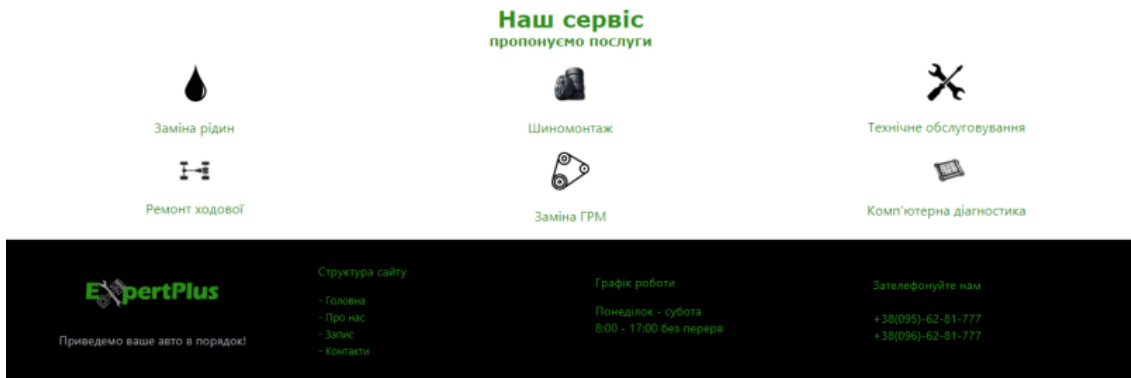 Наш сервіс
пропонуємо послуги
Заміна рідин
Шиномонтаж
Технічне обслуговування
Ремонт ходової
Заміна ГРМ
Комп'ютерна діагностика
ExpertPlus
Приведемо ваше авто в порядок!
Структура сайту
- Головна
- Про нас
- Запис
- Контакти
Графік роботи
Понеділок - субота
8:00 - 17:00 без перерв
Зателефонуйте нам
+38(095)-62-81-777
+38(096)-62-81-777